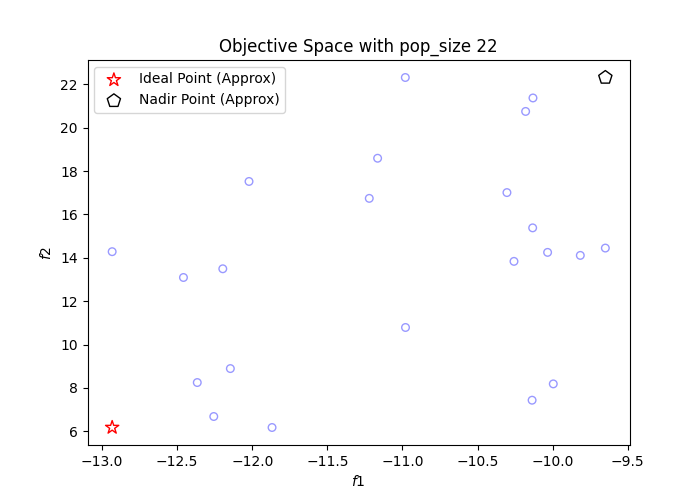 Objective Space with pop_size 22
Ideal Point (Approx)
Nadir Point (Approx)
22
20
18
16
14
12
10
8
6
f2
−13.0 −12.5 −12.0 −11.5 −11.0 −10.5 −10.0 −9.5
f1